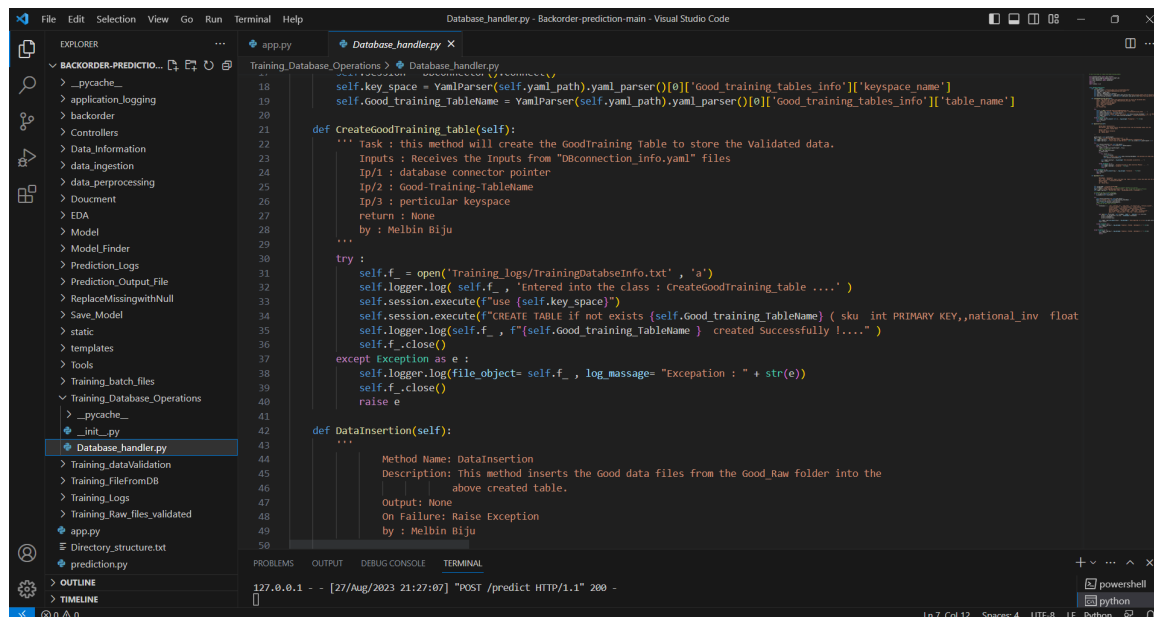 File Edit Selection View Go Run Terminal Help
Database_handler.py - Backorder-prediction-main - Visual Studio Code
EXPLORER
BACKORDER-PREDICTIO...
> __pycache__
> application_logging
> backorder
> Controllers
> Data_Information
> data_ingestion
> data_perprocessing
> Doucment
> EDA
> Model
> Model_Finder
> Prediction_Logs
> Prediction_Output_File
> ReplaceMissingwithNull
> Save_Model
> static
> templates
> Tools
> Training_batch_files
Training_Database_Operations
> __pycache__
__init__.py
Database_handler.py
> Training_dataValidation
> Training_FileFromDB
> Training_Logs
> Training_Raw_files_validated
app.py
Directory_structure.txt
prediction.py
> OUTLINE
> TIMELINE
app.py
Database_handler.py
Training_Database_Operations > Database_handler.py
18 self.key_space = YamlParser(self.yaml_path).yaml_parser()[0]['Good_training_tables_info']['keyspace_name']
19 self.Good_training_TableName = YamlParser(self.yaml_path).yaml_parser()[0]['Good_training_tables_info']['table_name']
20
21 def CreateGoodTraining_table(self):
22 ''' Task : this method will create the GoodTraining Table to store the Validated data.
23 Inputs : Receives the Inputs from "DBconnection_info.yaml" files
24 Ip/1 : database connector pointer
25 Ip/2 : Good-Training-TableName
26 Ip/3 : perticular keyspace
27 return : None
28 by : Melbin Biju
29 '''
30 try :
31 self.f_ = open('Training_logs/TrainingDatabseInfo.txt' , 'a')
32 self.logger.log( self.f_ , 'Entered into the class : CreateGoodTraining_table ....' )
33 self.session.execute(f"use {self.key_space}")
34 self.session.execute(f"CREATE TABLE if not exists {self.Good_training_TableName} ( sku int PRIMARY KEY,,national_inv float
35 self.logger.log(self.f_ , f"{self.Good_training_TableName } created Successfully !...." )
36 self.f_.close()
37 except Exception as e :
38 self.logger.log(file_object= self.f_ , log_massage= "Excepation : " + str(e))
39 self.f_.close()
40 raise e
41
42 def DataInsertion(self):
43 '''
44 Method Name: DataInsertion
45 Description: This method inserts the Good data files from the Good_Raw folder into the
46 above created table.
47 Output: None
48 On Failure: Raise Exception
49 by : Melbin Biju
50
PROBLEMS OUTPUT DEBUG CONSOLE TERMINAL
127.0.0.1 - - [27/Aug/2023 21:27:07] "POST /predict HTTP/1.1" 200 -
powershell
python
0 0 Ln 7, Col 12 Spaces: 4 UTF-8 LF Python